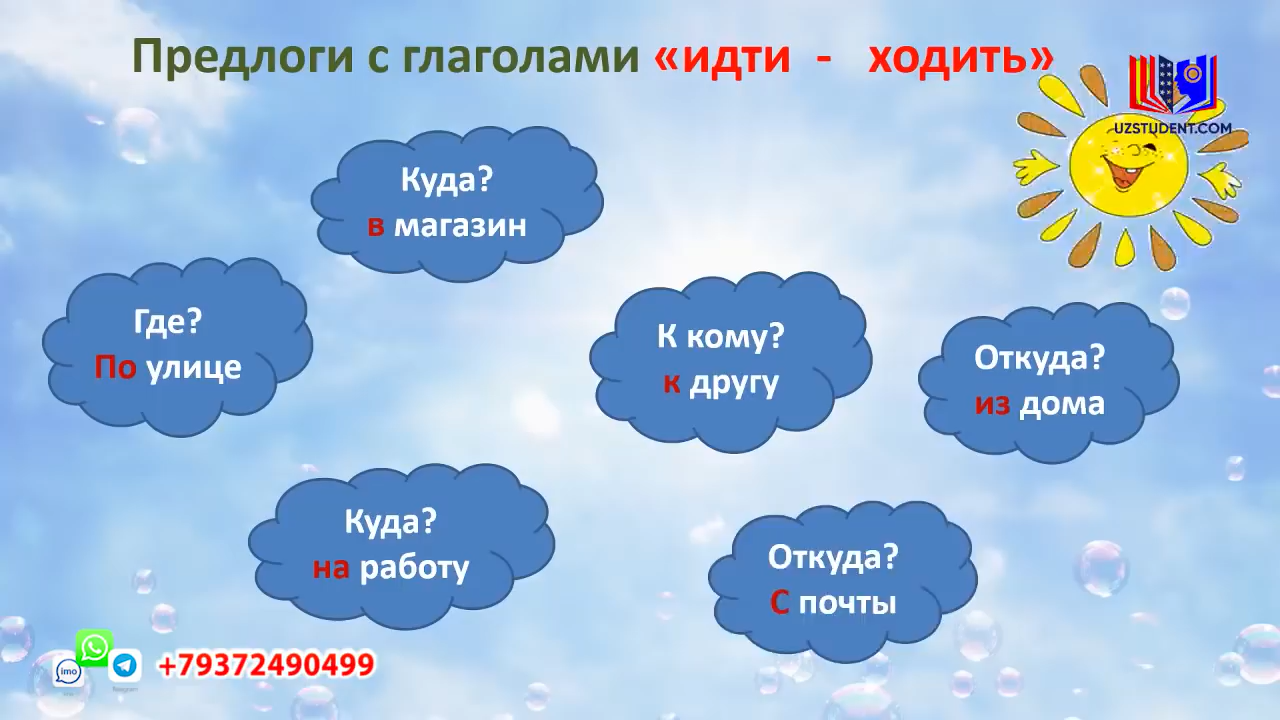 Предлоги с глаголами «идти - ходить»
UZSTUDENT.COM
Куда?
в магазин
Где?
По улице
К кому?
к другу
Откуда?
из дома
Куда?
на работу
Откуда?
С почты
imo
+79372490499